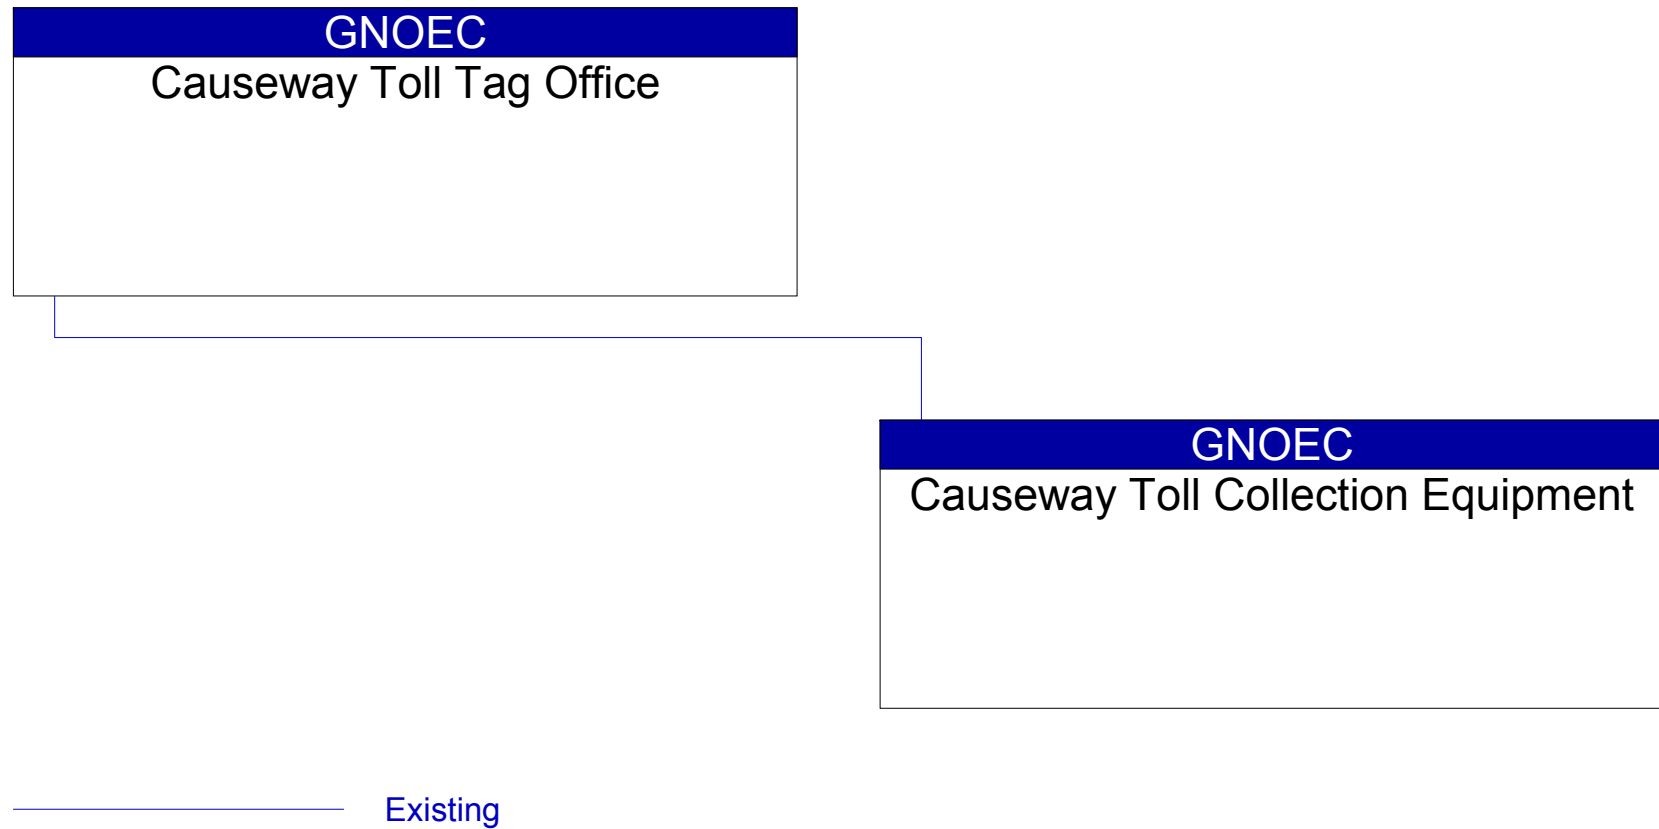 GNOEC
Causeway Toll Tag Office
GNOEC
Causeway Toll Collection Equipment
Existing